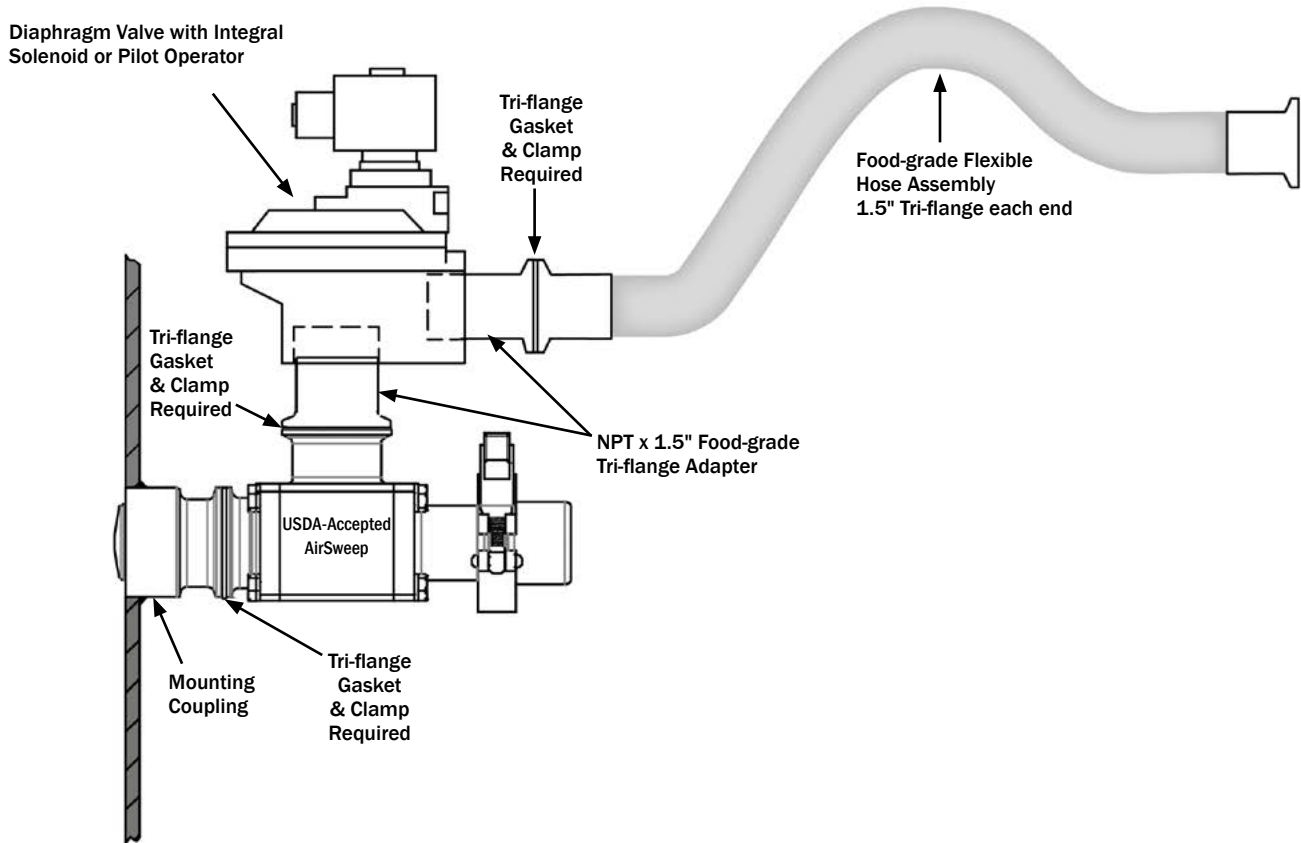 Diaphragm Valve with Integral
Solenoid or Pilot Operator
Tri-flange
Gasket
& Clamp
Required
Food-grade Flexible
Hose Assembly
1.5" Tri-flange each end
Tri-flange
Gasket
& Clamp
Required
NPT x 1.5" Food-grade
Tri-flange Adapter
USDA-Accepted
AirSweep
Mounting
Coupling
Tri-flange
Gasket
& Clamp
Required